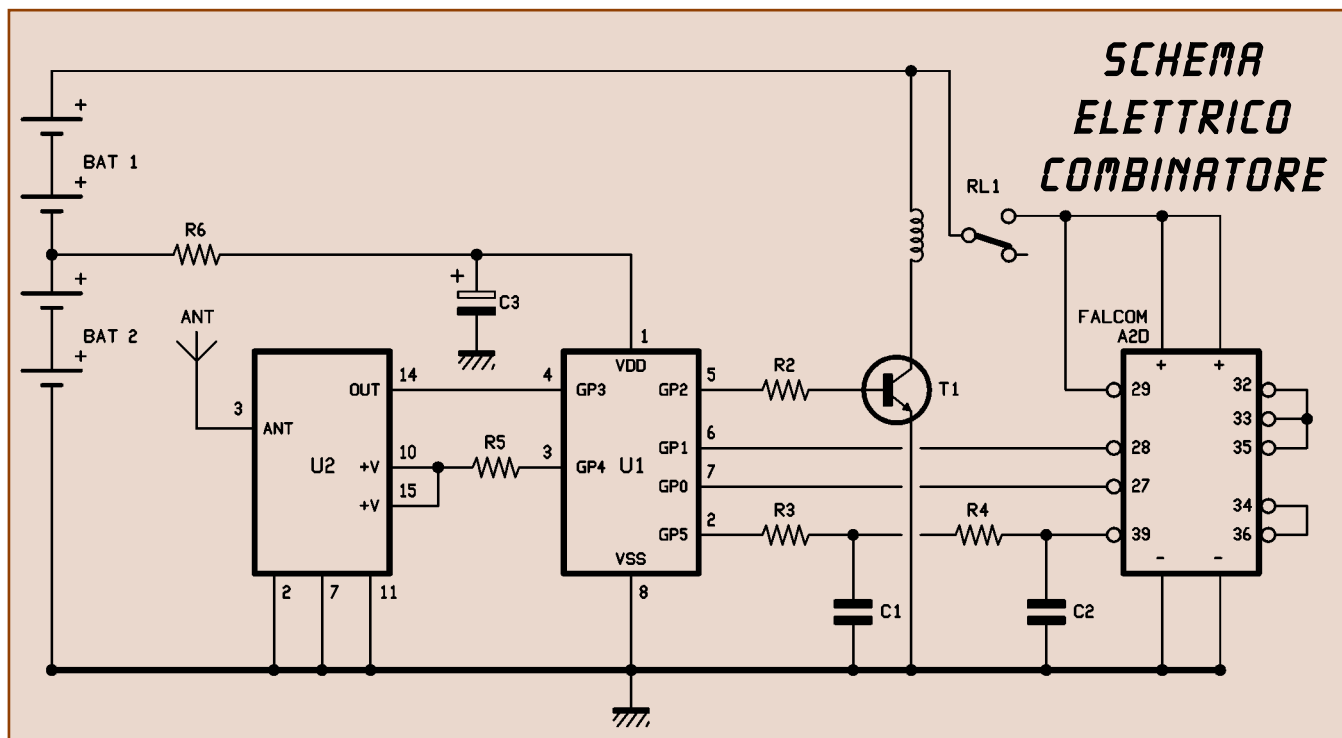 SCHEMA
ELETTRICO
COMBINATORE
+
BAT 1
+
RL1
R6
+
+
C3
ANT
BAT 2
+
FALCOM
A2D
1
VDD
+ +
OUT 14
4 GP3
GP2 5
R2
T1
29 32
3
ANT
33
GP1 6
28 35
U2
+V 10
R5
3 GP4
U1
GP0 7
27
+V 15
34
GP5 2
R3
R4
39 36
VSS
- -
2 7 11
8
C1
C2